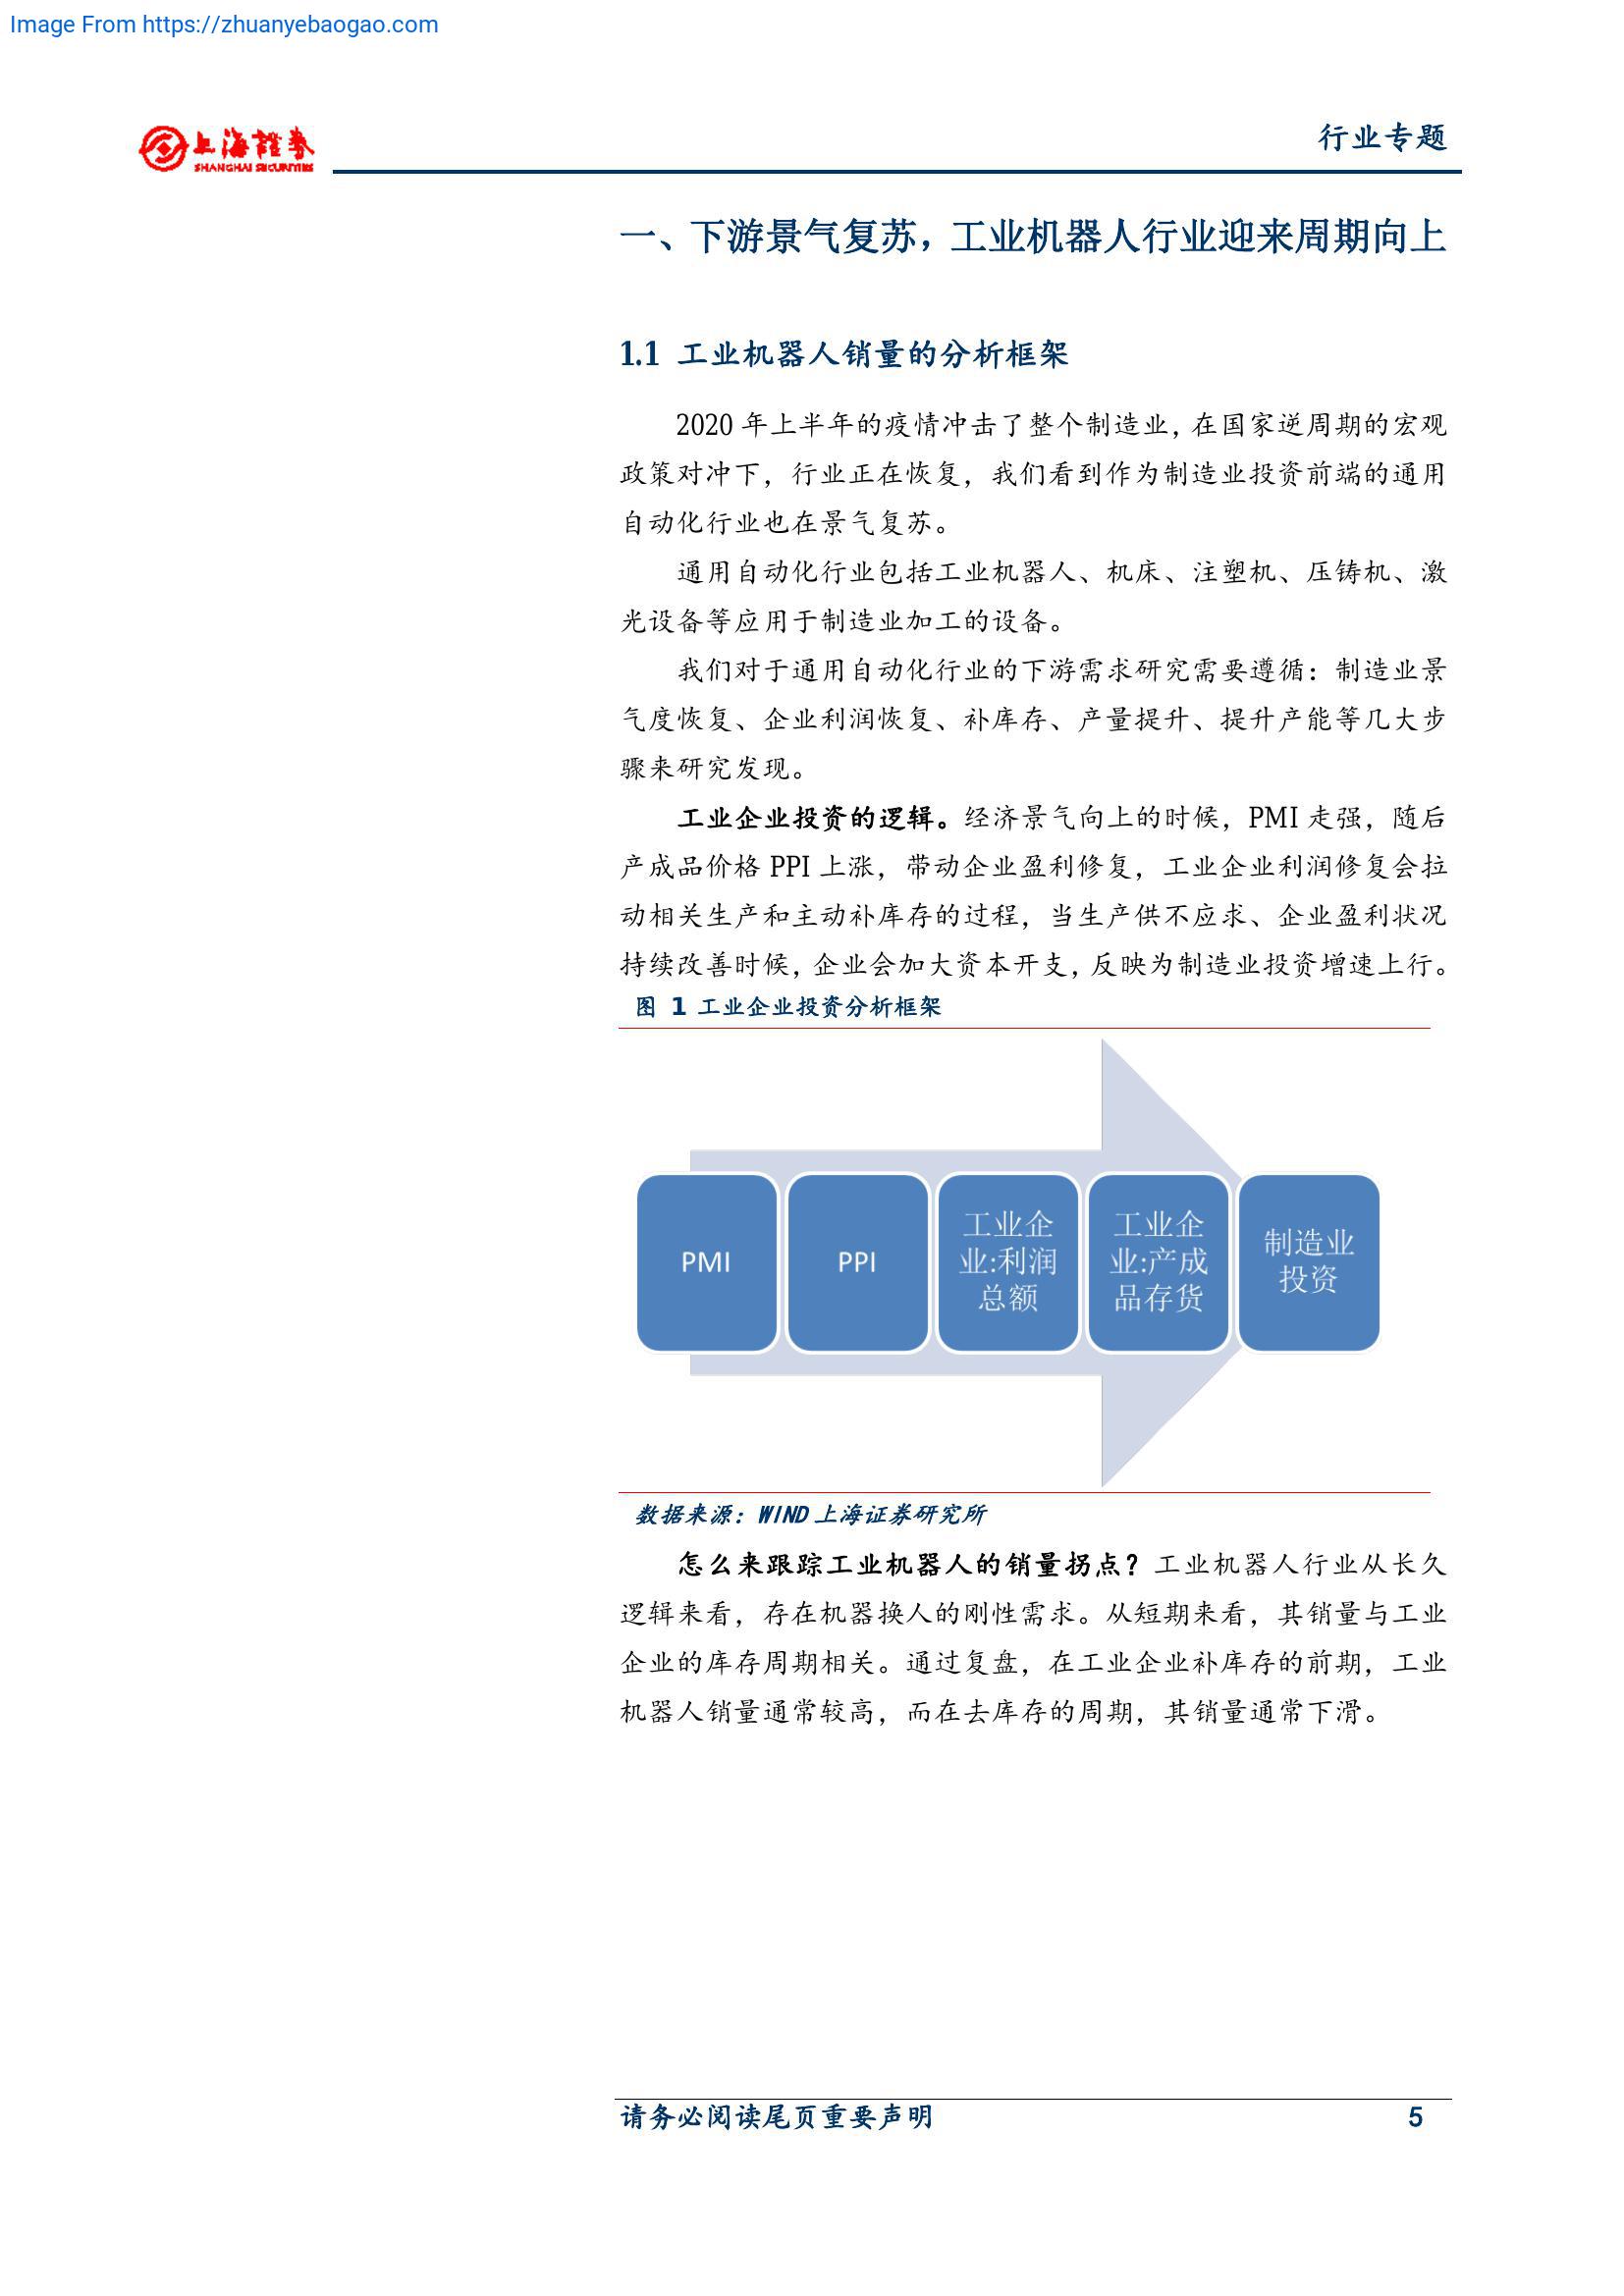 Image From https://zhuanyebaogao.com
上海證券
SHANGHAI SECURITIES
行业专题
一、下游景气复苏，工业机器人行业迎来周期向上
1.1 工业机器人销量的分析框架
2020 年上半年的疫情冲击了整个制造业，在国家逆周期的宏观
政策对冲下，行业正在恢复，我们看到作为制造业投资前端的通用
自动化行业也在景气复苏。
通用自动化行业包括工业机器人、机床、注塑机、压铸机、激
光设备等应用于制造业加工的设备。
我们对于通用自动化行业的下游需求研究需要遵循：制造业景
气度恢复、企业利润恢复、补库存、产量提升、提升产能等几大步
骤来研究发现。
工业企业投资的逻辑。经济景气向上的时候，PMI 走强，随后
产成品价格 PPI 上涨，带动企业盈利修复，工业企业利润修复会拉
动相关生产和主动补库存的过程，当生产供不应求、企业盈利状况
持续改善时候，企业会加大资本开支，反映为制造业投资增速上行。
图 1 工业企业投资分析框架
PMI
PPI
工业企
业:利润
总额
工业企
业:产成
品存货
制造业
投资
数据来源：WIND 上海证券研究所
怎么来跟踪工业机器人的销量拐点？工业机器人行业从长久
逻辑来看，存在机器换人的刚性需求。从短期来看，其销量与工业
企业的库存周期相关。通过复盘，在工业企业补库存的前期，工业
机器人销量通常较高，而在去库存的周期，其销量通常下滑。
请务必阅读尾页重要声明
5